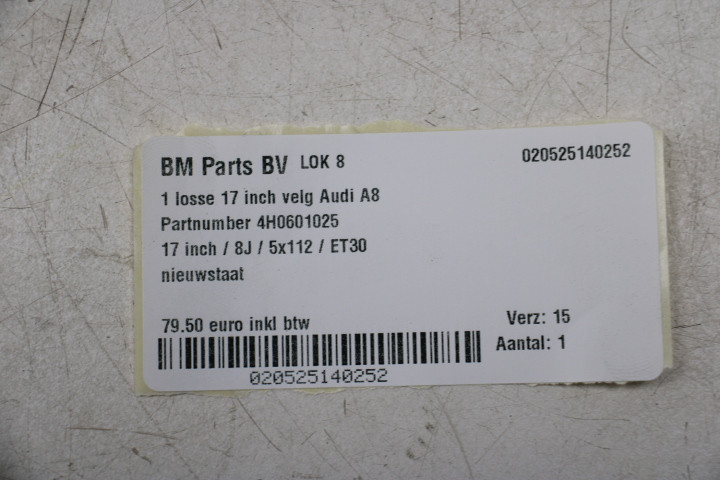 BM Parts BV LOK 8 020525140252
1 losse 17 inch velg Audi A8
Partnumber 4H0601025
17 inch / 8J / 5x112 / ET30
nieuwstaat
79.50 euro inkl btw Verz: 15
Aantal: 1
020525140252